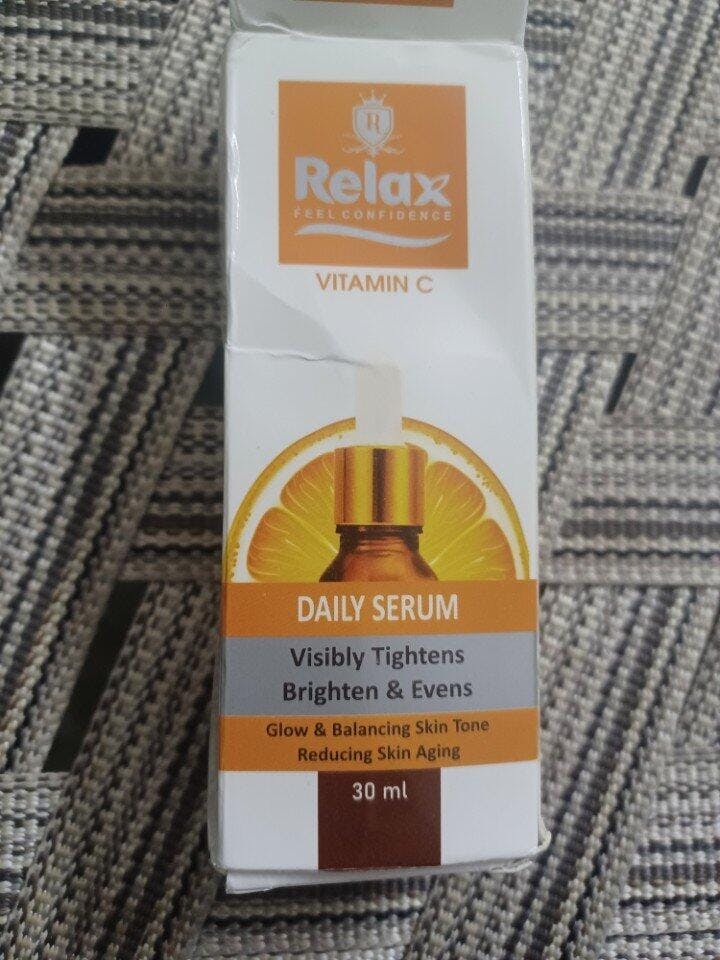 R
Relax
FEEL CONFIDENCE
VITAMIN C
DAILY SERUM
Visibly Tightens
Brighten & Evens
Glow & Balancing Skin Tone
Reducing Skin Aging
30 ml